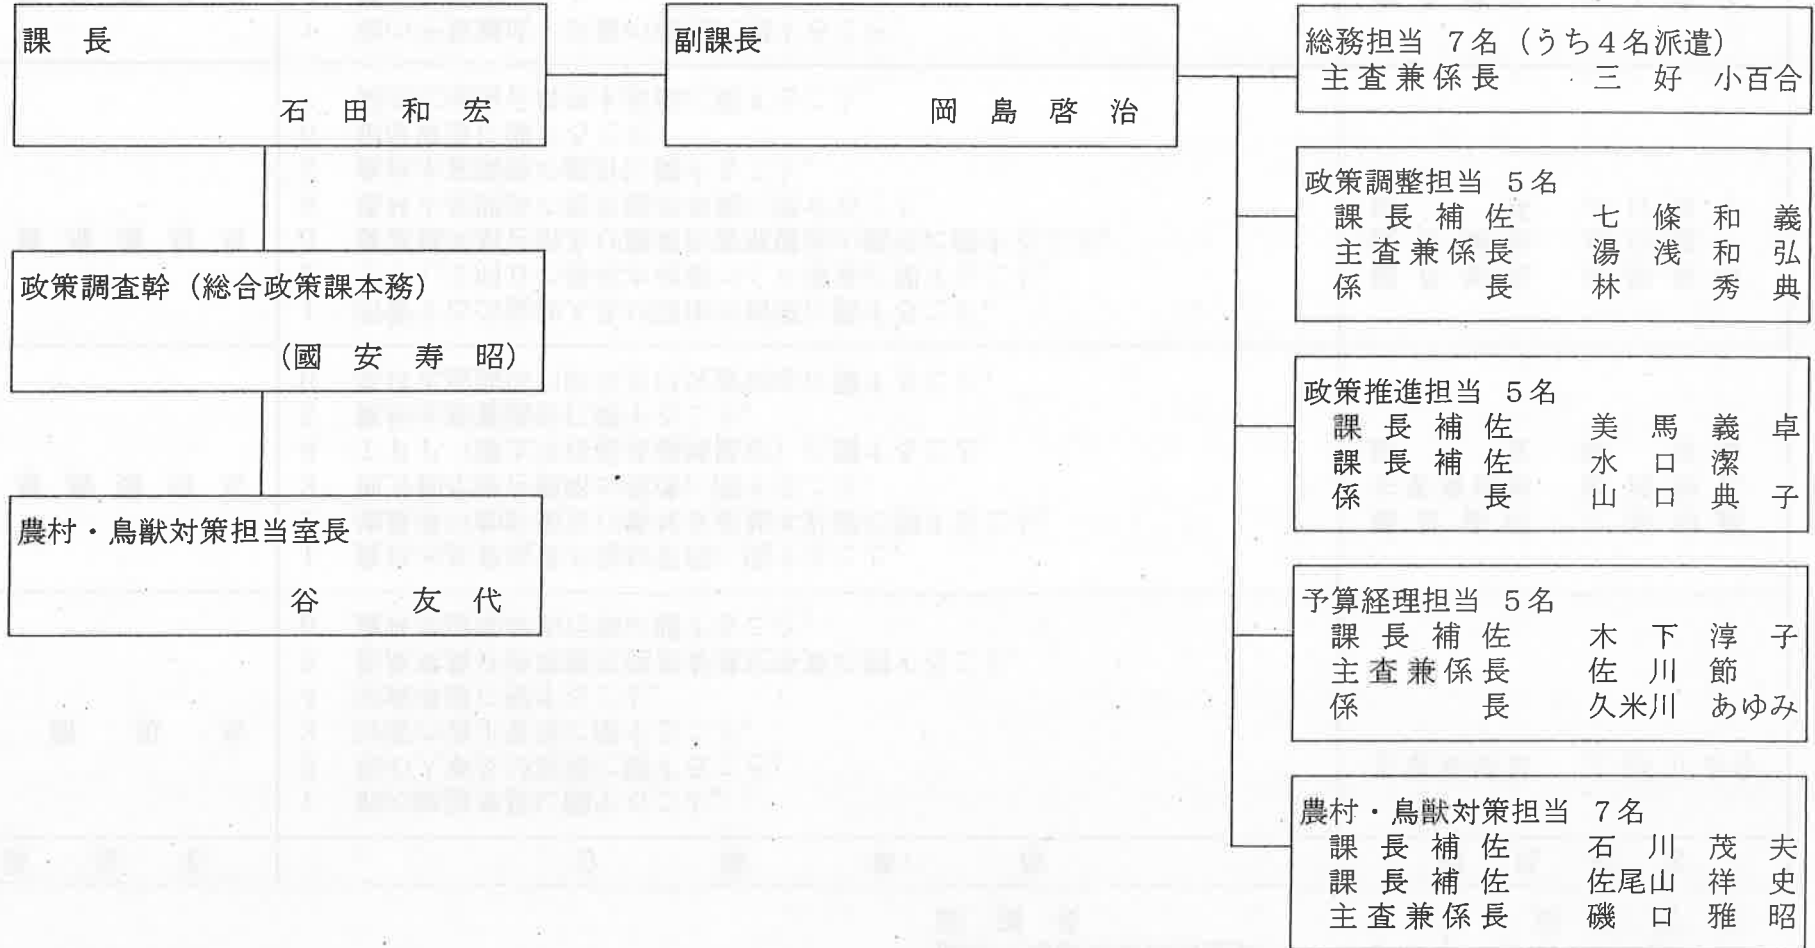 課長
石田和宏
政策調査幹（総合政策課本務）
（國安寿昭）
農村・鳥獣対策担当室長
谷友代
副課長
岡島啓治
総務担当 7名（うち4名派遣）
主査兼係長 三好小百合
政策調整担当 5名
課長補佐 七條和義
主査兼係長 湯浅和弘
係長 林秀典
政策推進担当 5名
課長補佐 美馬義卓
課長補佐 水口潔
係長 山口典子
予算経理担当 5名
課長補佐 木下淳子
主査兼係長 佐川節
係長 久米川あゆみ
農村・鳥獣対策担当 7名
課長補佐 石川茂夫
課長補佐 佐尾山祥史
主査兼係長 磯口雅昭